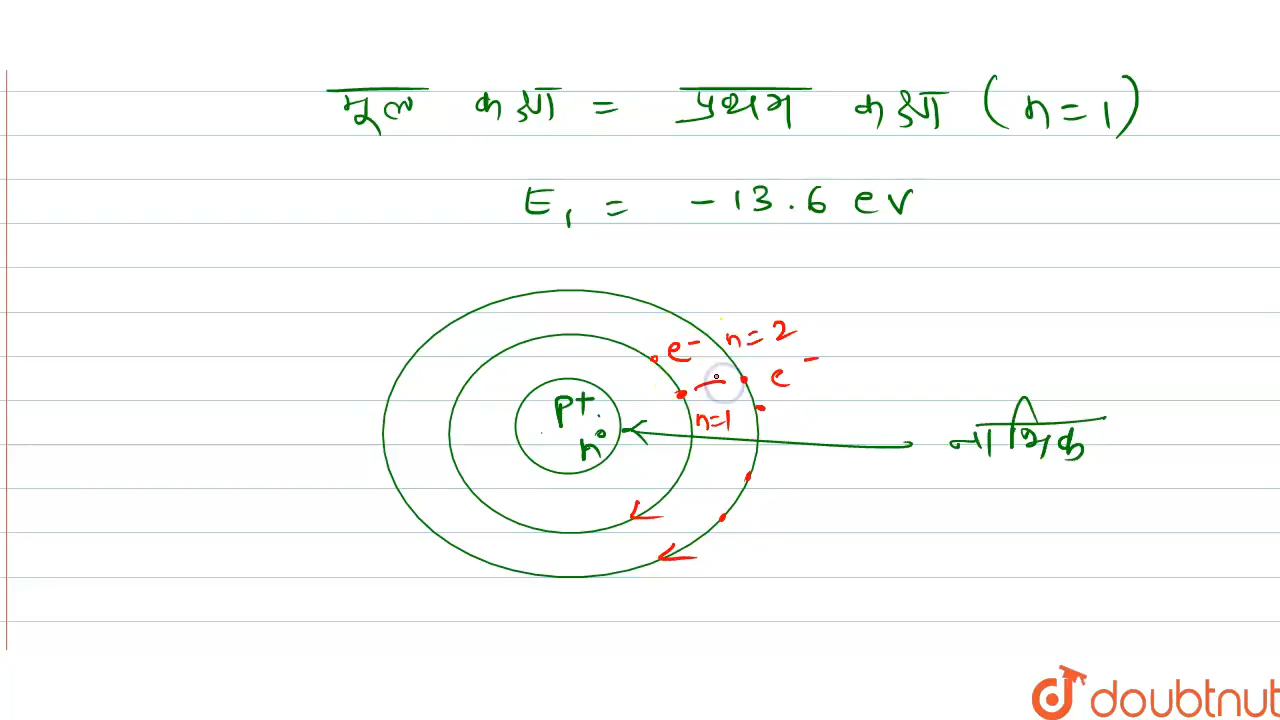 मूल कक्षा = प्रथम कक्षा (n=1)
E₁ = -13.6 eV
e⁻ n=2
e⁻
n=1
p+
n°
नाभिक
doubtnut